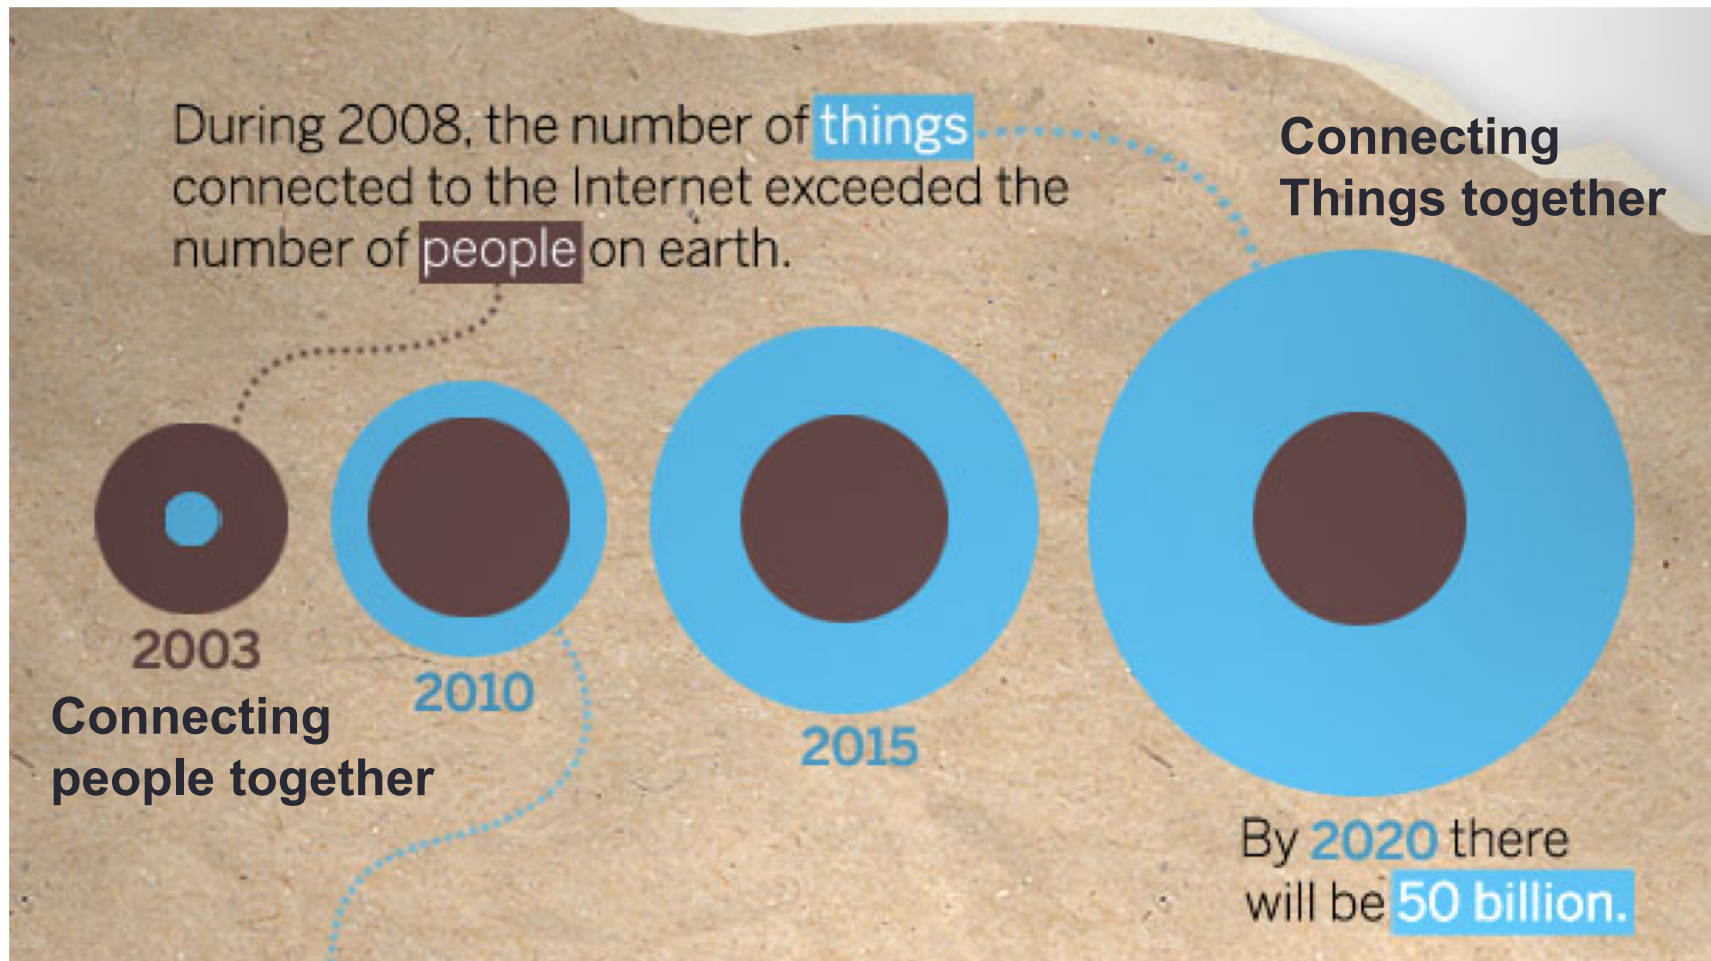 During 2008, the number of things
connected to the Internet exceeded the
number of people on earth.
Connecting
Things together
2003
Connecting
people together
2010
2015
By 2020 there
will be 50 billion.